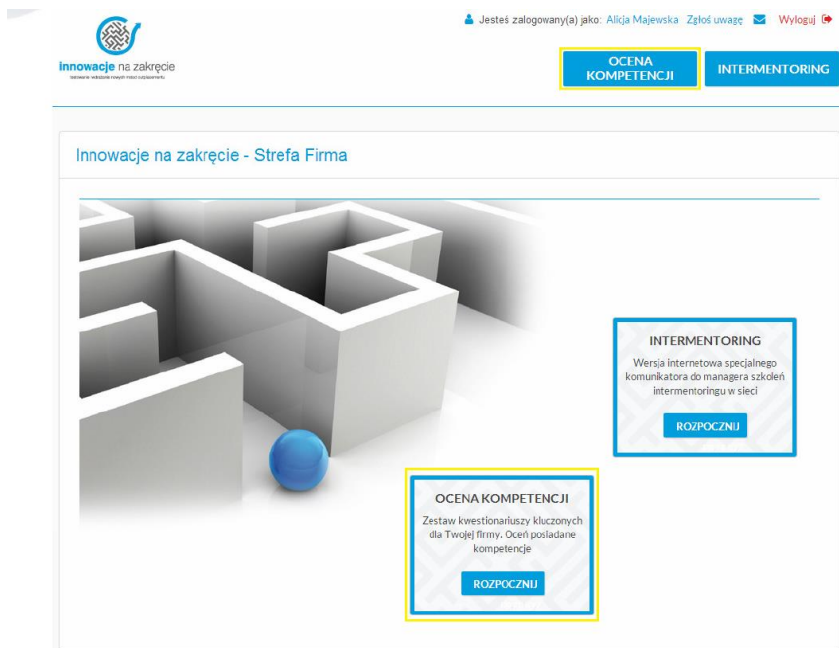 Jesteś zalogowany(a) jako: Alicja Majewska Zgłoś uwagę Wyloguj
innowacje na zakręcie
OCENA
KOMPETENCJI
INTERMENTORING
Innowacje na zakręcie - Strefa Firma
INTERMENTORING
Wersja internetowa specjalnego
komunikatora do managera szkoleń
intermentoringu w sieci
ROZPOCZNIJ
OCENA KOMPETENCJI
Zestaw kwestionariuszy kluczonych
dla Twojej firmy. Oceń posiadane
kompetencje
ROZPOCZNIJ